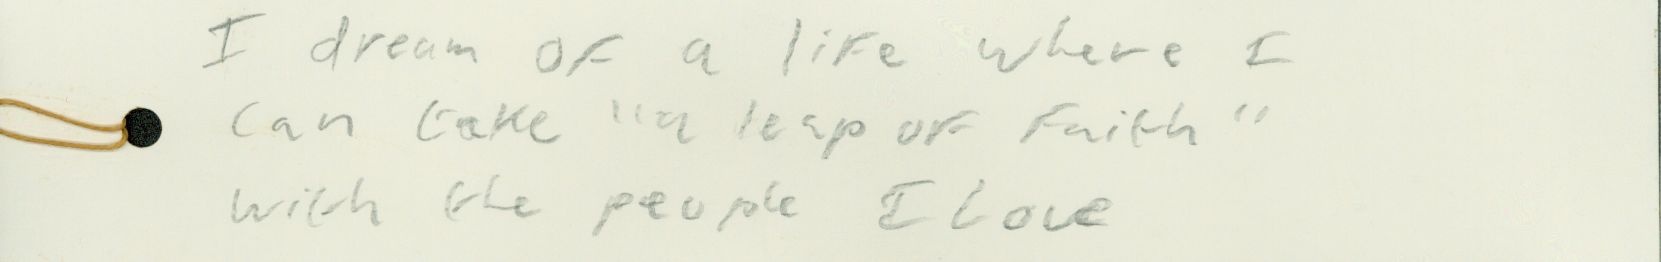 I dream of a life where I
can take "a leap of faith"
with the people I love